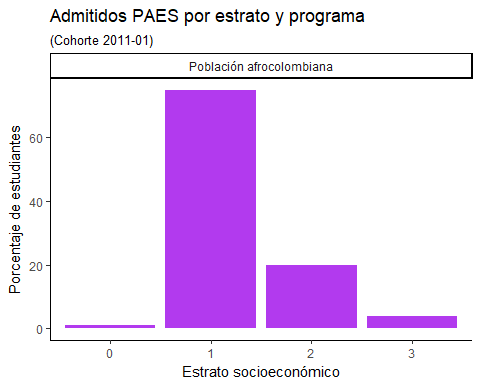 Admitidos PAES por estrato y programa
(Cohorte 2011-01)
Población afrocolombiana
Porcentaje de estudiantes
60
40
20
0
0 1 2 3
Estrato socioeconómico